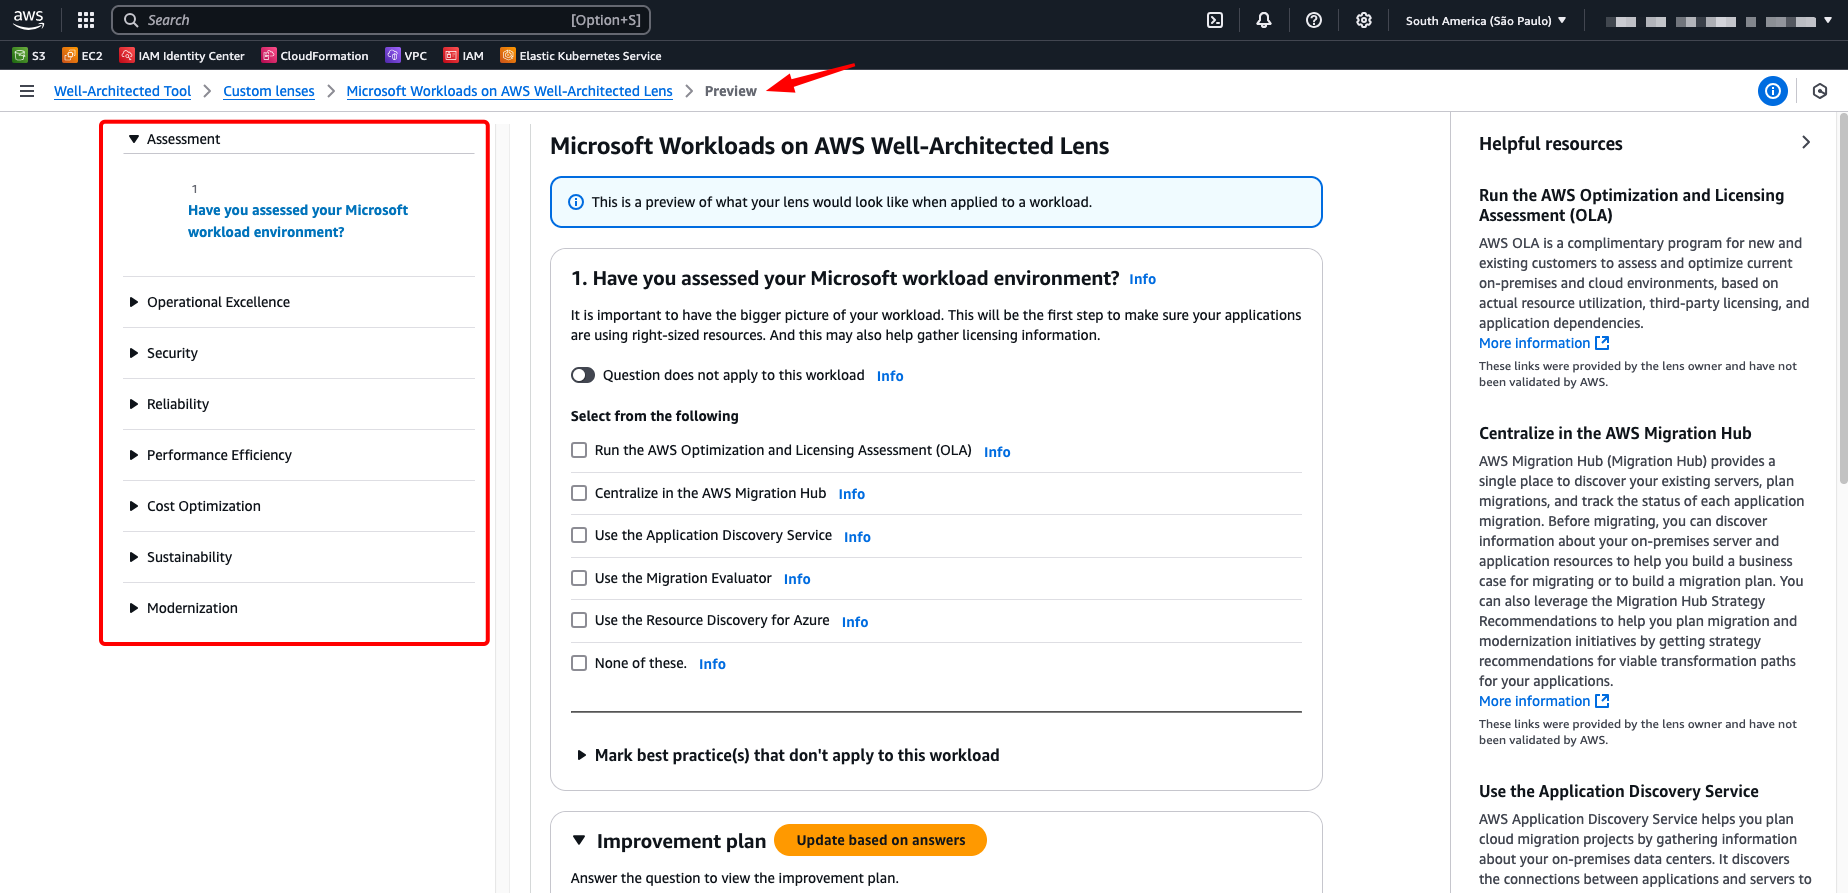 aws
Search [Option+S]
South America (São Paulo)
S3 EC2 IAM Identity Center CloudFormation VPC IAM Elastic Kubernetes Service
Well-Architected Tool Custom lenses Microsoft Workloads on AWS Well-Architected Lens Preview
Assessment
1
Have you assessed your Microsoft
workload environment?
Operational Excellence
Security
Reliability
Performance Efficiency
Cost Optimization
Sustainability
Modernization
Microsoft Workloads on AWS Well-Architected Lens
This is a preview of what your lens would look like when applied to a workload.
1. Have you assessed your Microsoft workload environment? Info
It is important to have the bigger picture of your workload. This will be the first step to make sure your applications
are using right-sized resources. And this may also help gather licensing information.
Question does not apply to this workload Info
Select from the following
Run the AWS Optimization and Licensing Assessment (OLA) Info
Centralize in the AWS Migration Hub Info
Use the Application Discovery Service Info
Use the Migration Evaluator Info
Use the Resource Discovery for Azure Info
None of these. Info
Mark best practice(s) that don't apply to this workload
Improvement plan Update based on answers
Answer the question to view the improvement plan.
Helpful resources
Run the AWS Optimization and Licensing
Assessment (OLA)
AWS OLA is a complimentary program for new and
existing customers to assess and optimize current
on-premises and cloud environments, based on
actual resource utilization, third-party licensing, and
application dependencies.
More information
These links were provided by the lens owner and have not
been validated by AWS.
Centralize in the AWS Migration Hub
AWS Migration Hub (Migration Hub) provides a
single place to discover your existing servers, plan
migrations, and track the status of each application
migration. Before migrating, you can discover
information about your on-premises server and
application resources to help you build a business
case for migrating or to build a migration plan. You
can also leverage the Migration Hub Strategy
Recommendations to help you plan migration and
modernization initiatives by getting strategy
recommendations for viable transformation paths
for your applications.
More information
These links were provided by the lens owner and have not
been validated by AWS.
Use the Application Discovery Service
AWS Application Discovery Service helps you plan
cloud migration projects by gathering information
about your on-premises data centers. It discovers
the connections between applications and servers to